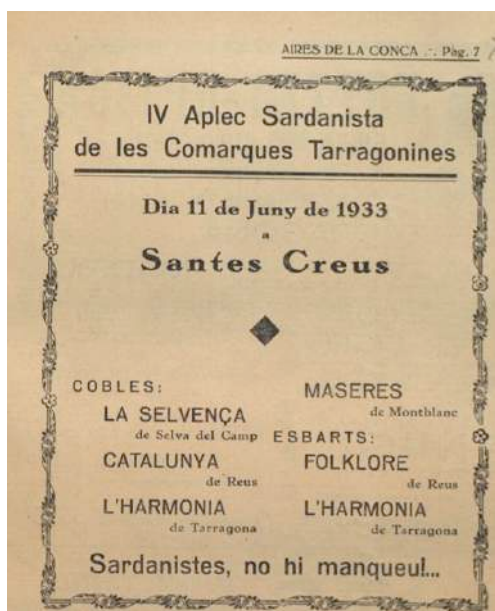 AIRES DE LA CONCA ∴ Pàg. 7
IV Aplec Sardanista
de les Comarques Tarragonines
Dia 11 de Juny de 1933
a
Santes Creus
COBLES:
LA SELVENÇA
de Selva del Camp
CATALUNYA
de Reus
L'HARMONIA
de Tarragona
MASERES
de Montblanc
ESBARTS:
FOLKLORE
de Reus
L'HARMONIA
de Tarragona
Sardanistes, no hi manqueu!...